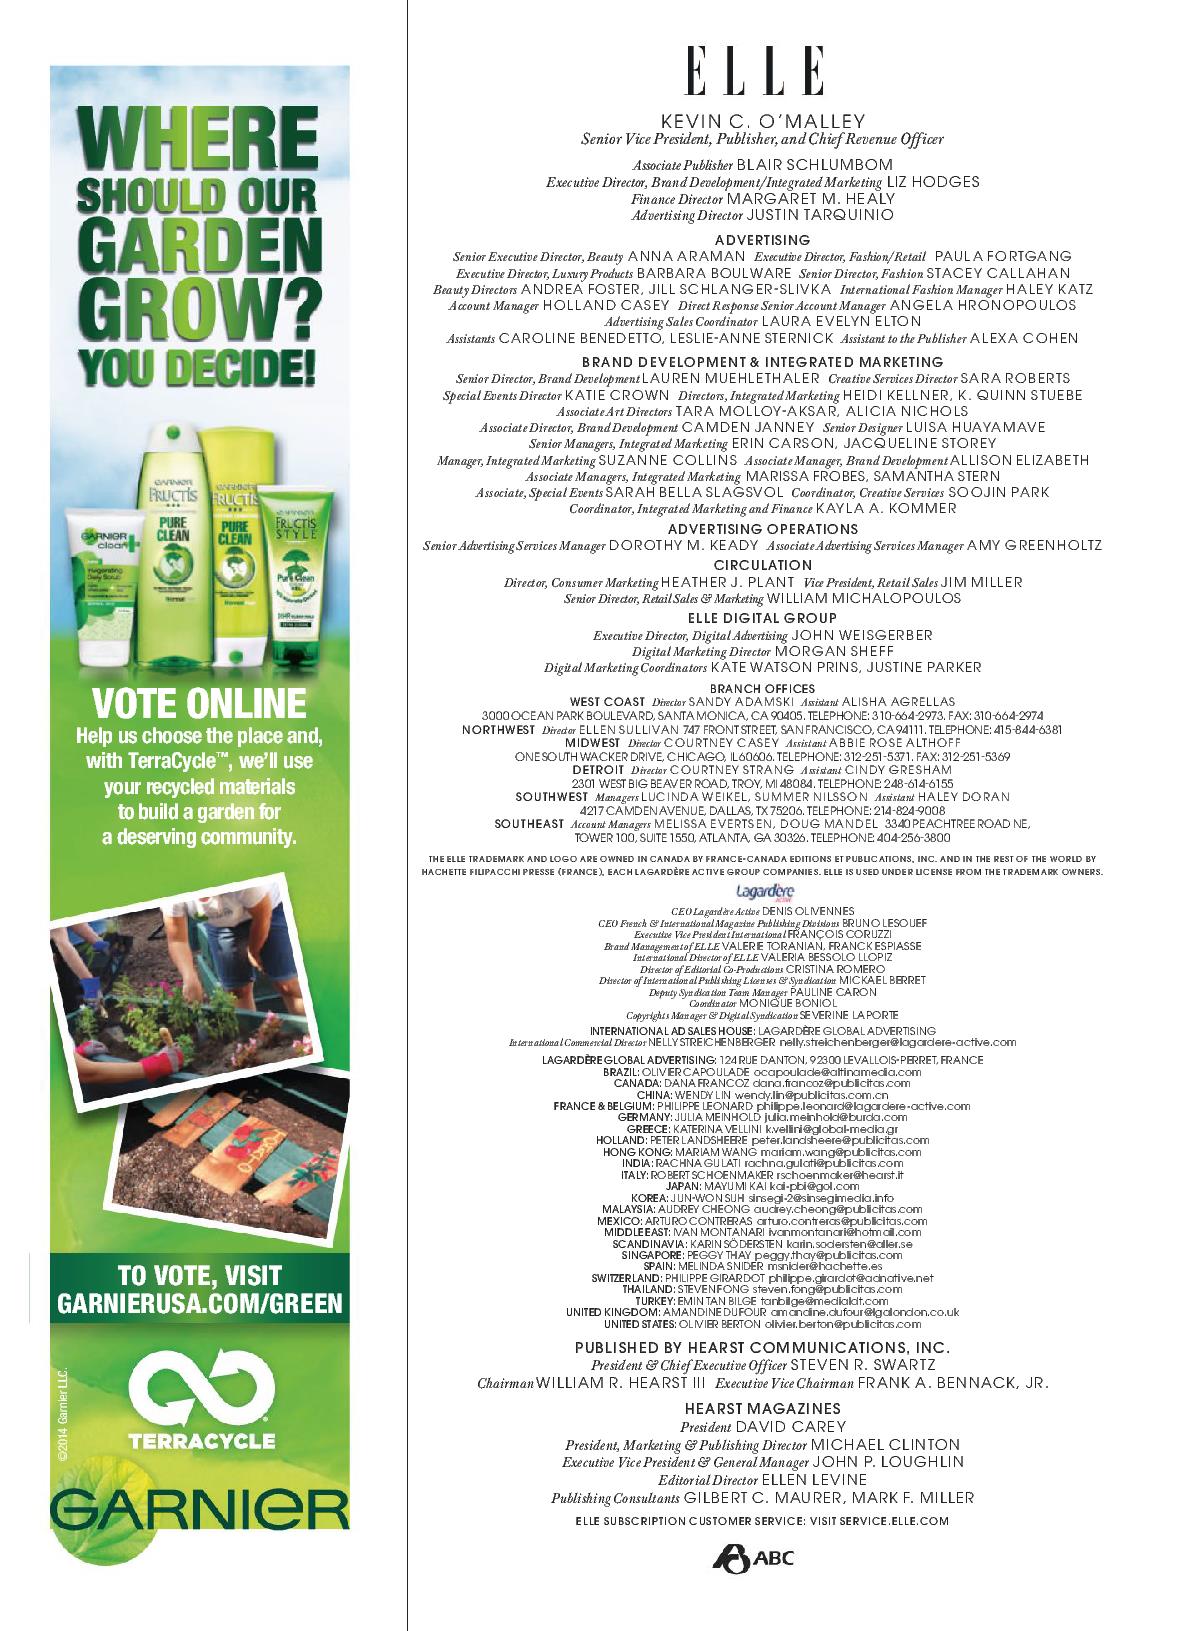 WHERE
SHOULD OUR
GARDEN
GROW?
YOU DECIDE!
GARNIER
clean+
Invigorating
Daily Scrub
GARNIER
FRUCTIS
PURE
CLEAN
GARNIER
FRUCTIS
PURE
CLEAN
GARNIER
FRUCTIS
STYLE
Pure Clean
VOTE ONLINE
Help us choose the place and,
with TerraCycle™, we'll use
your recycled materials
to build a garden for
a deserving community.
TO VOTE, VISIT
GARNIERUSA.COM/GREEN
©2014 Garnier LLC.
TERRACYCLE®
GARNIER
ELLE
KEVIN C. O'MALLEY
Senior Vice President, Publisher, and Chief Revenue Officer
Associate Publisher BLAIR SCHLUMBOM
Executive Director, Brand Development/Integrated Marketing LIZ HODGES
Finance Director MARGARET M. HEALY
Advertising Director JUSTIN TARQUINIO
ADVERTISING
Senior Executive Director, Beauty ANNA ARAMAN Executive Director, Fashion/Retail PAULA FORTGANG
Executive Director, Luxury Products BARBARA BOULWARE Senior Director, Fashion STACEY CALLAHAN
Beauty Directors ANDREA FOSTER, JILL SCHLANGER-SLIVKA International Fashion Manager HALEY KATZ
Account Manager HOLLAND CASEY Direct Response Senior Account Manager ANGELA HRONOPOULOS
Advertising Sales Coordinator LAURA EVELYN ELTON
Assistants CAROLINE BENEDETTO, LESLIE-ANNE STERNICK Assistant to the Publisher ALEXA COHEN
BRAND DEVELOPMENT & INTEGRATED MARKETING
Senior Director, Brand Development LAUREN MUEHLETHALER Creative Services Director SARA ROBERTS
Special Events Director KATIE CROWN Directors, Integrated Marketing HEIDI KELLNER, K. QUINN STUEBE
Associate Art Directors TARA MOLLOY-AKSAR, ALICIA NICHOLS
Associate Director, Brand Development CAMDEN JANNEY Senior Designer LUISA HUAYAMAVE
Senior Managers, Integrated Marketing ERIN CARSON, JACQUELINE STOREY
Manager, Integrated Marketing SUZANNE COLLINS Associate Manager, Brand Development ALLISON ELIZABETH
Associate Managers, Integrated Marketing MARISSA FROBES, SAMANTHA STERN
Associate, Special Events SARAH BELLA SLAGSVOL Coordinator, Creative Services SOOJIN PARK
Coordinator, Integrated Marketing and Finance KAYLA A. KOMMER
ADVERTISING OPERATIONS
Senior Advertising Services Manager DOROTHY M. KEADY Associate Advertising Services Manager AMY GREENHOLTZ
CIRCULATION
Director, Consumer Marketing HEATHER J. PLANT Vice President, Retail Sales JIM MILLER
Senior Director, Retail Sales & Marketing WILLIAM MICHALOPOULOS
ELLE DIGITAL GROUP
Executive Director, Digital Advertising JOHN WEISGERBER
Digital Marketing Director MORGAN SHEFF
Digital Marketing Coordinators KATE WATSON PRINS, JUSTINE PARKER
BRANCH OFFICES
WEST COAST Director SANDY ADAMSKI Assistant ALISHA AGRELLAS
3000 OCEAN PARK BOULEVARD, SANTA MONICA, CA 90405. TELEPHONE: 310-664-2973. FAX: 310-664-2974
NORTHWEST Director ELLEN SULLIVAN 747 FRONT STREET, SAN FRANCISCO, CA 94111. TELEPHONE: 415-844-6381
MIDWEST Director COURTNEY CASEY Assistant ABBIE ROSE ALTHOFF
ONE SOUTH WACKER DRIVE, CHICAGO, IL 60606. TELEPHONE: 312-251-5371. FAX: 312-251-5369
DETROIT Director COURTNEY STRANG Assistant CINDY GRESHAM
2301 WEST BIG BEAVER ROAD, TROY, MI 48084. TELEPHONE: 248-614-6155
SOUTHWEST Managers LUCINDA WEIKEL, SUMMER NILSSON Assistant HALEY DORAN
4217 CAMDEN AVENUE, DALLAS, TX 75206. TELEPHONE: 214-824-9008
SOUTHEAST Account Managers MELISSA EVERTSEN, DOUG MANDEL 3340 PEACHTREE ROAD NE,
TOWER 100, SUITE 1550, ATLANTA, GA 30326. TELEPHONE: 404-256-3800
THE ELLE TRADEMARK AND LOGO ARE OWNED IN CANADA BY FRANCE-CANADA EDITIONS ET PUBLICATIONS, INC. AND IN THE REST OF THE WORLD BY
HACHETTE FILIPACCHI PRESSE (FRANCE), EACH LAGARDÈRE ACTIVE GROUP COMPANIES. ELLE IS USED UNDER LICENSE FROM THE TRADEMARK OWNERS.
Lagardère
ACTIVE
CEO Lagardère Active DENIS OLIVENNES
CEO French & International Magazine Publishing Divisions BRUNO LESOUEF
Executive Vice President International FRANÇOIS CORUZZI
Brand Management of ELLE VALERIE TORANIAN, FRANCK ESPIASSE
International Director of ELLE VALERIA BESSOLO LLOPIZ
Director of Editorial Co-Productions CRISTINA ROMERO
Director of International Publishing Licenses & Syndication MICKAEL BERRET
Deputy Syndication Team Manager PAULINE CARON
Coordinator MONIQUE BONIOL
Copyrights Manager & Digital Syndication SEVERINE LAPORTE
INTERNATIONAL AD SALES HOUSE: LAGARDÈRE GLOBAL ADVERTISING
International Commercial Director NELLY STREICHENBERGER nelly.streichenberger@lagardere-active.com
LAGARDÈRE GLOBAL ADVERTISING: 124 RUE DANTON, 92300 LEVALLOIS-PERRET, FRANCE
BRAZIL: OLIVIER CAPOULADE ocapoulade@altinamedia.com
CANADA: DANA FRANCOZ dana.francoz@publicitas.com
CHINA: WENDY LIN wendy.lin@publicitas.com.cn
FRANCE & BELGIUM: PHILIPPE LEONARD philippe.leonard@lagardere-active.com
GERMANY: JULIA MEINHOLD julia.meinhold@burda.com
GREECE: KATERINA VELLINI k.vellini@global-media.gr
HOLLAND: PETER LANDSHEERE peter.landsheere@publicitas.com
HONG KONG: MARIAM WANG mariam.wang@publicitas.com
INDIA: RACHNA GULATI rachna.gulati@publicitas.com
ITALY: ROBERT SCHOENMAKER rschoenmaker@hearst.it
JAPAN: MAYUMI KAI kai-pbi@gol.com
KOREA: JUN-WON SUH sinsegi-2@sinsegimedia.info
MALAYSIA: AUDREY CHEONG audrey.cheong@publicitas.com
MEXICO: ARTURO CONTRERAS arturo.contreras@publicitas.com
MIDDLE EAST: IVAN MONTANARI ivanmontanari@hotmail.com
SCANDINAVIA: KARIN SÖDERSTEN karin.sodersten@aller.se
SINGAPORE: PEGGY THAY peggy.thay@publicitas.com
SPAIN: MELINDA SNIDER msnider@hachette.es
SWITZERLAND: PHILIPPE GIRARDOT philippe.girardot@adnative.net
THAILAND: STEVEN FONG steven.fong@publicitas.com
TURKEY: EMIN TAN BILGE tanbilge@medialdt.com
UNITED KINGDOM: AMANDINE DUFOUR amandine.dufour@lgalondon.co.uk
UNITED STATES: OLIVIER BERTON olivier.berton@publicitas.com
PUBLISHED BY HEARST COMMUNICATIONS, INC.
President & Chief Executive Officer STEVEN R. SWARTZ
Chairman WILLIAM R. HEARST III Executive Vice Chairman FRANK A. BENNACK, JR.
HEARST MAGAZINES
President DAVID CAREY
President, Marketing & Publishing Director MICHAEL CLINTON
Executive Vice President & General Manager JOHN P. LOUGHLIN
Editorial Director ELLEN LEVINE
Publishing Consultants GILBERT C. MAURER, MARK F. MILLER
ELLE SUBSCRIPTION CUSTOMER SERVICE: VISIT SERVICE.ELLE.COM
ABC